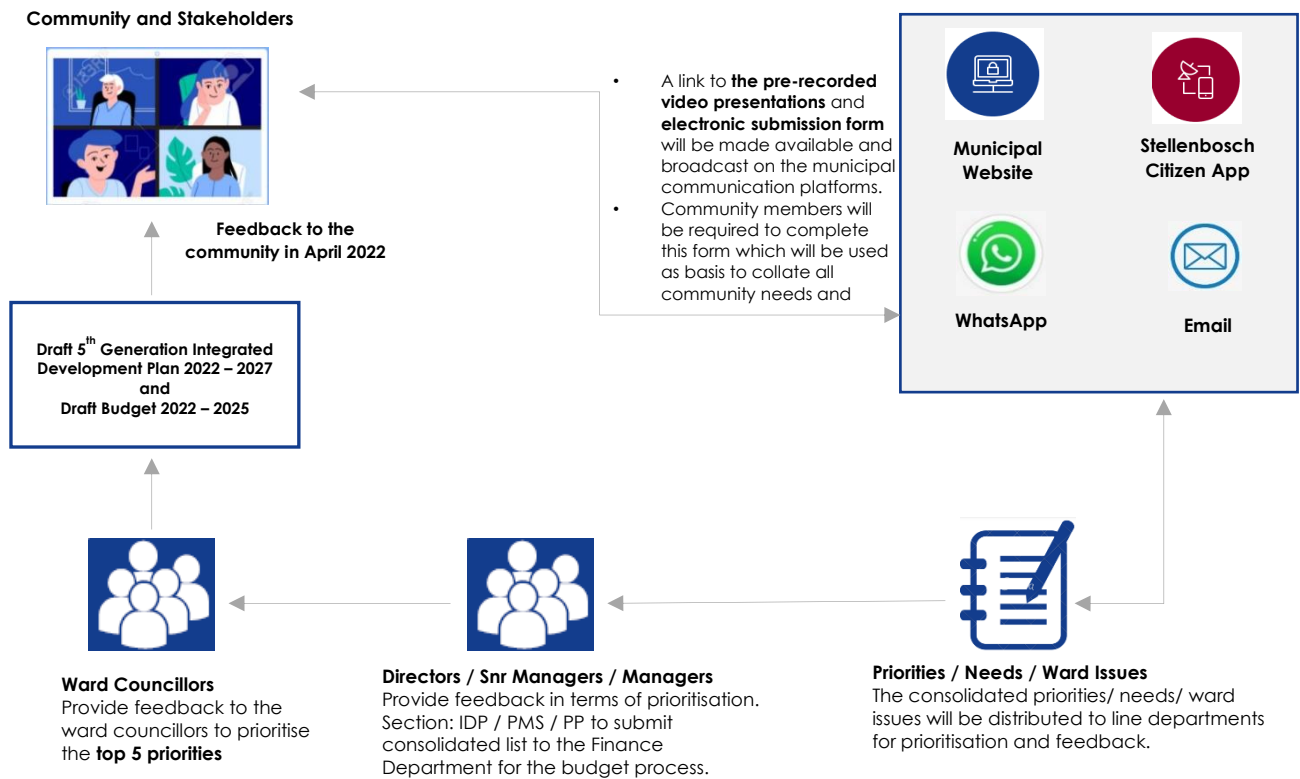 Community and Stakeholders
• A link to the pre-recorded
video presentations and
electronic submission form
will be made available and
broadcast on the municipal
communication platforms.
• Community members will
be required to complete
this form which will be used
as basis to collate all
community needs and
Municipal
Website
Stellenbosch
Citizen App
WhatsApp
Email
Feedback to the
community in April 2022
Draft 5th Generation Integrated
Development Plan 2022 – 2027
and
Draft Budget 2022 – 2025
Ward Councillors
Provide feedback to the
ward councillors to prioritise
the top 5 priorities
Directors / Snr Managers / Managers
Provide feedback in terms of prioritisation.
Section: IDP / PMS / PP to submit
consolidated list to the Finance
Department for the budget process.
Priorities / Needs / Ward Issues
The consolidated priorities/ needs/ ward
issues will be distributed to line departments
for prioritisation and feedback.